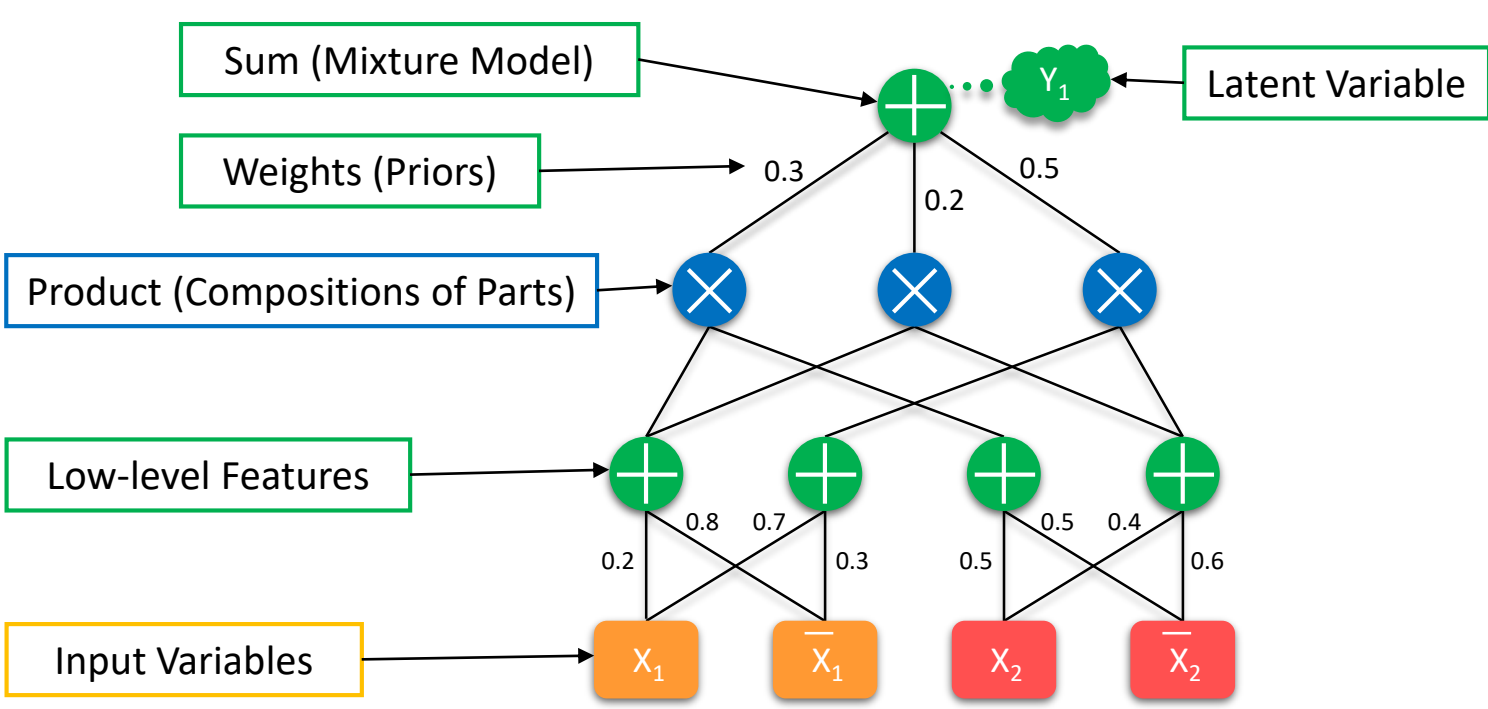 Sum (Mixture Model)
Y₁
Latent Variable
Weights (Priors)
0.3
0.2
0.5
Product (Compositions of Parts)
Low-level Features
0.8
0.7
0.5
0.4
0.2
0.3
0.5
0.6
Input Variables
X₁
X̅₁
X₂
X̅₂